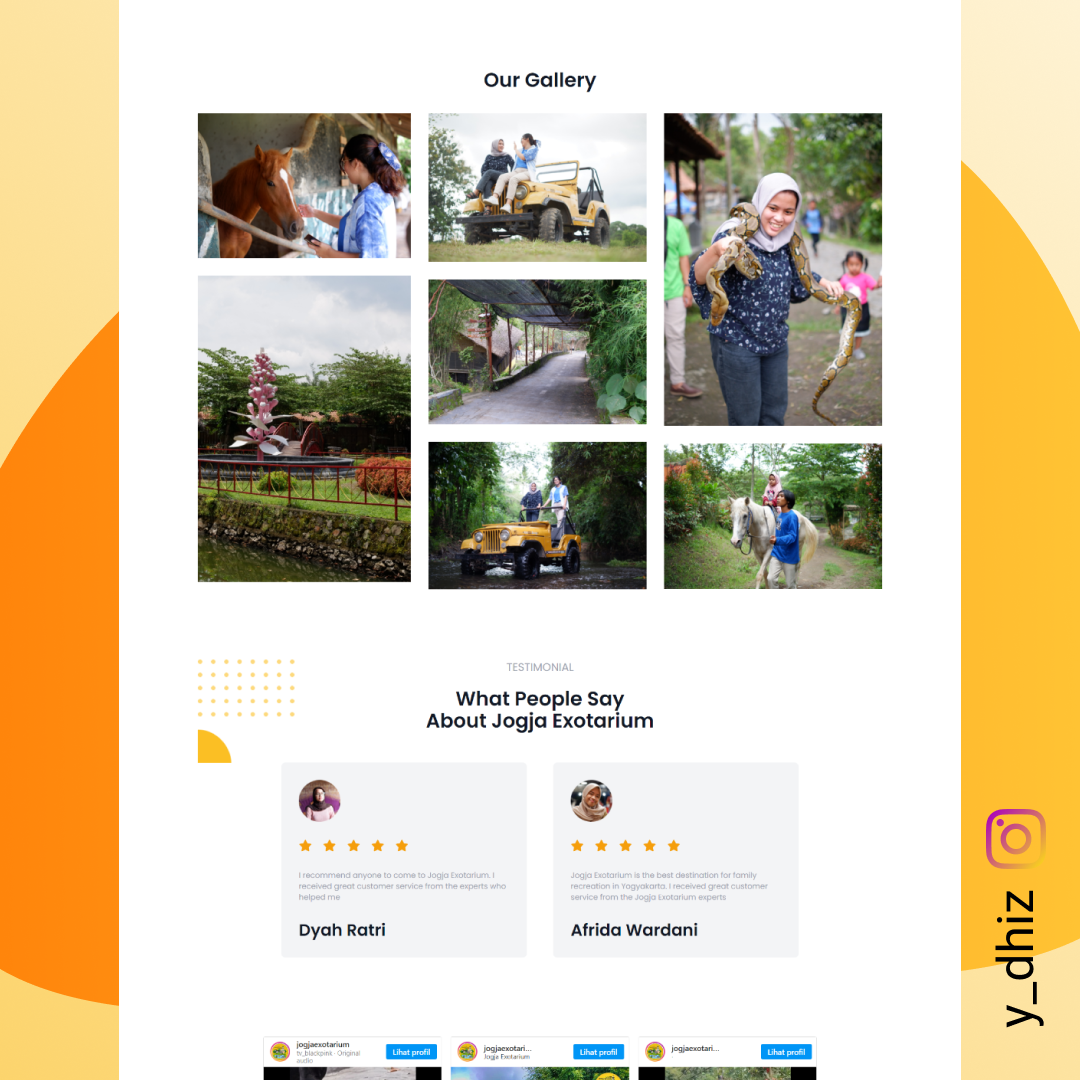 Our Gallery
TESTIMONIAL
What People Say
About Jogja Exotarium
I recommend anyone to come to Jogja Exotarium. I
received great customer service from the experts who
helped me
Dyah Ratri
Jogja Exotarium is the best destination for family
recreation in Yogyakarta. I received great customer
service from the Jogja Exotarium experts
Afrida Wardani
jogjaexotarium
tv_blackpink · Original
audio
Lihat profil
jogjaexotari...
Jogja Exotarium
Lihat profil
jogjaexotari...
Lihat profil
y_dhiz